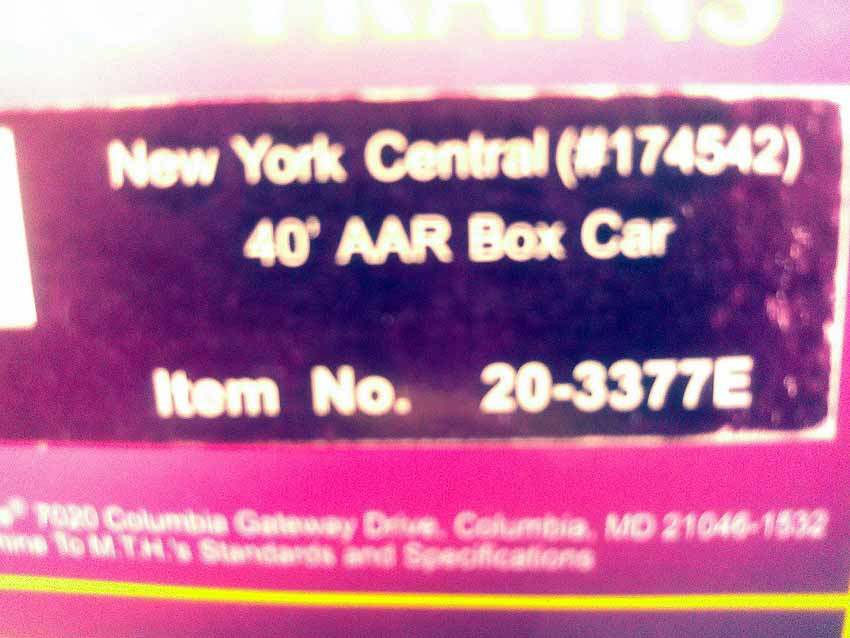 TRAINS
New York Central (#174542)
40' AAR Box Car
Item No. 20-3377E
7020 Columbia Gateway Drive, Columbia, MD 21046-1532
To M.T.H.'s Standards and Specifications